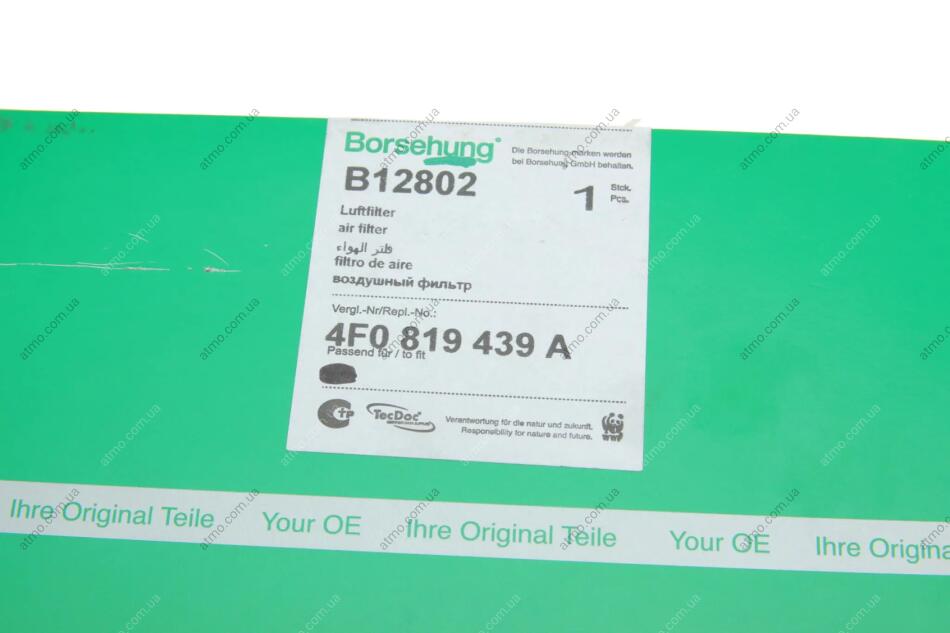 Borsehung®
Die Borsehung-marken werden
bei Borsehung GmbH behalten.
B12802
1 Stck.
Pcs.
Luftfilter
air filter
فلتر الهواء
filtro de aire
воздушный фильтр
Vergl.-Nr/Repl.-No.:
4F0 819 439 A
Passend für / to fit
TecDoc
Verantwortung für die natur und zukunft.
Responsibility for nature and future.
WWF
Ihre Original Teile Your OE Ihre Original Teile Your OE Ihre Origina
atmo.com.ua